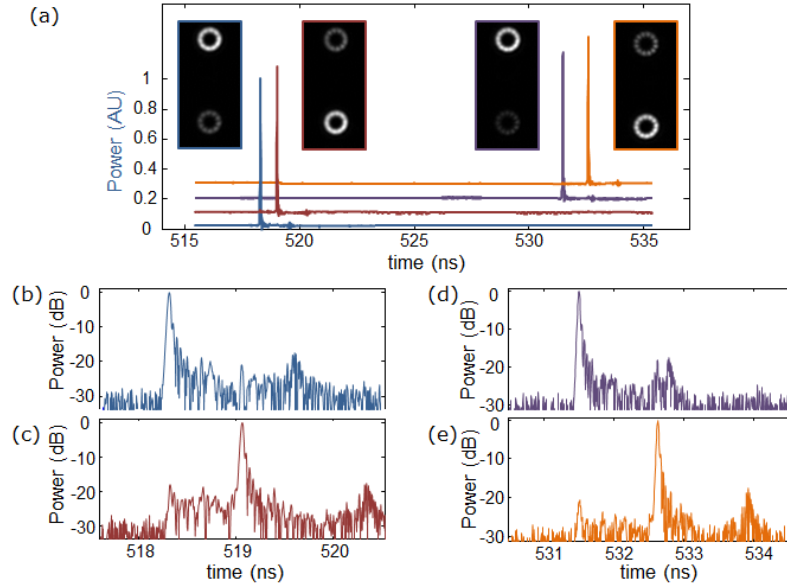 (a)
Power (AU)
1
0.8
0.6
0.4
0.2
0
515 520 525 530 535
time (ns)
(b)
Power (dB)
0
-10
-20
-30
(d)
Power (dB)
0
-10
-20
-30
(c)
Power (dB)
0
-10
-20
-30
518 519 520
time (ns)
(e)
Power (dB)
0
-10
-20
-30
531 532 533 534
time (ns)